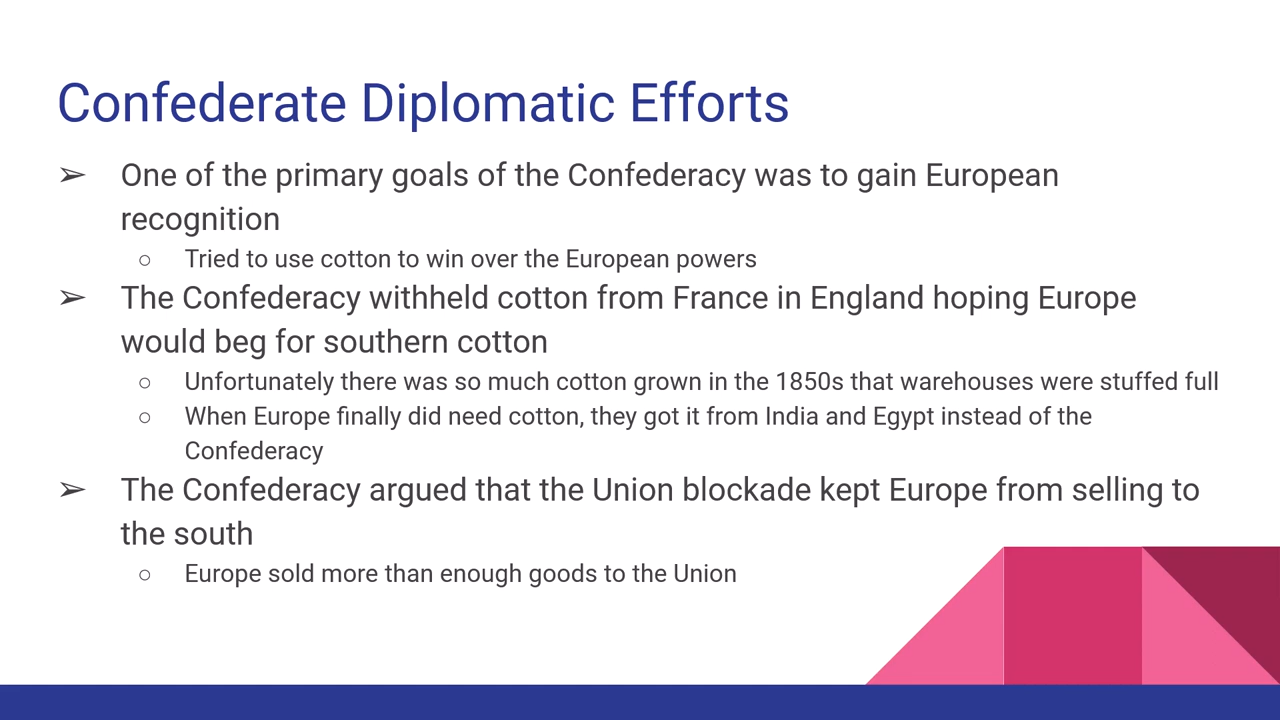 Confederate Diplomatic Efforts
➢ One of the primary goals of the Confederacy was to gain European
recognition
○ Tried to use cotton to win over the European powers
➢ The Confederacy withheld cotton from France in England hoping Europe
would beg for southern cotton
○ Unfortunately there was so much cotton grown in the 1850s that warehouses were stuffed full
○ When Europe finally did need cotton, they got it from India and Egypt instead of the
Confederacy
➢ The Confederacy argued that the Union blockade kept Europe from selling to
the south
○ Europe sold more than enough goods to the Union